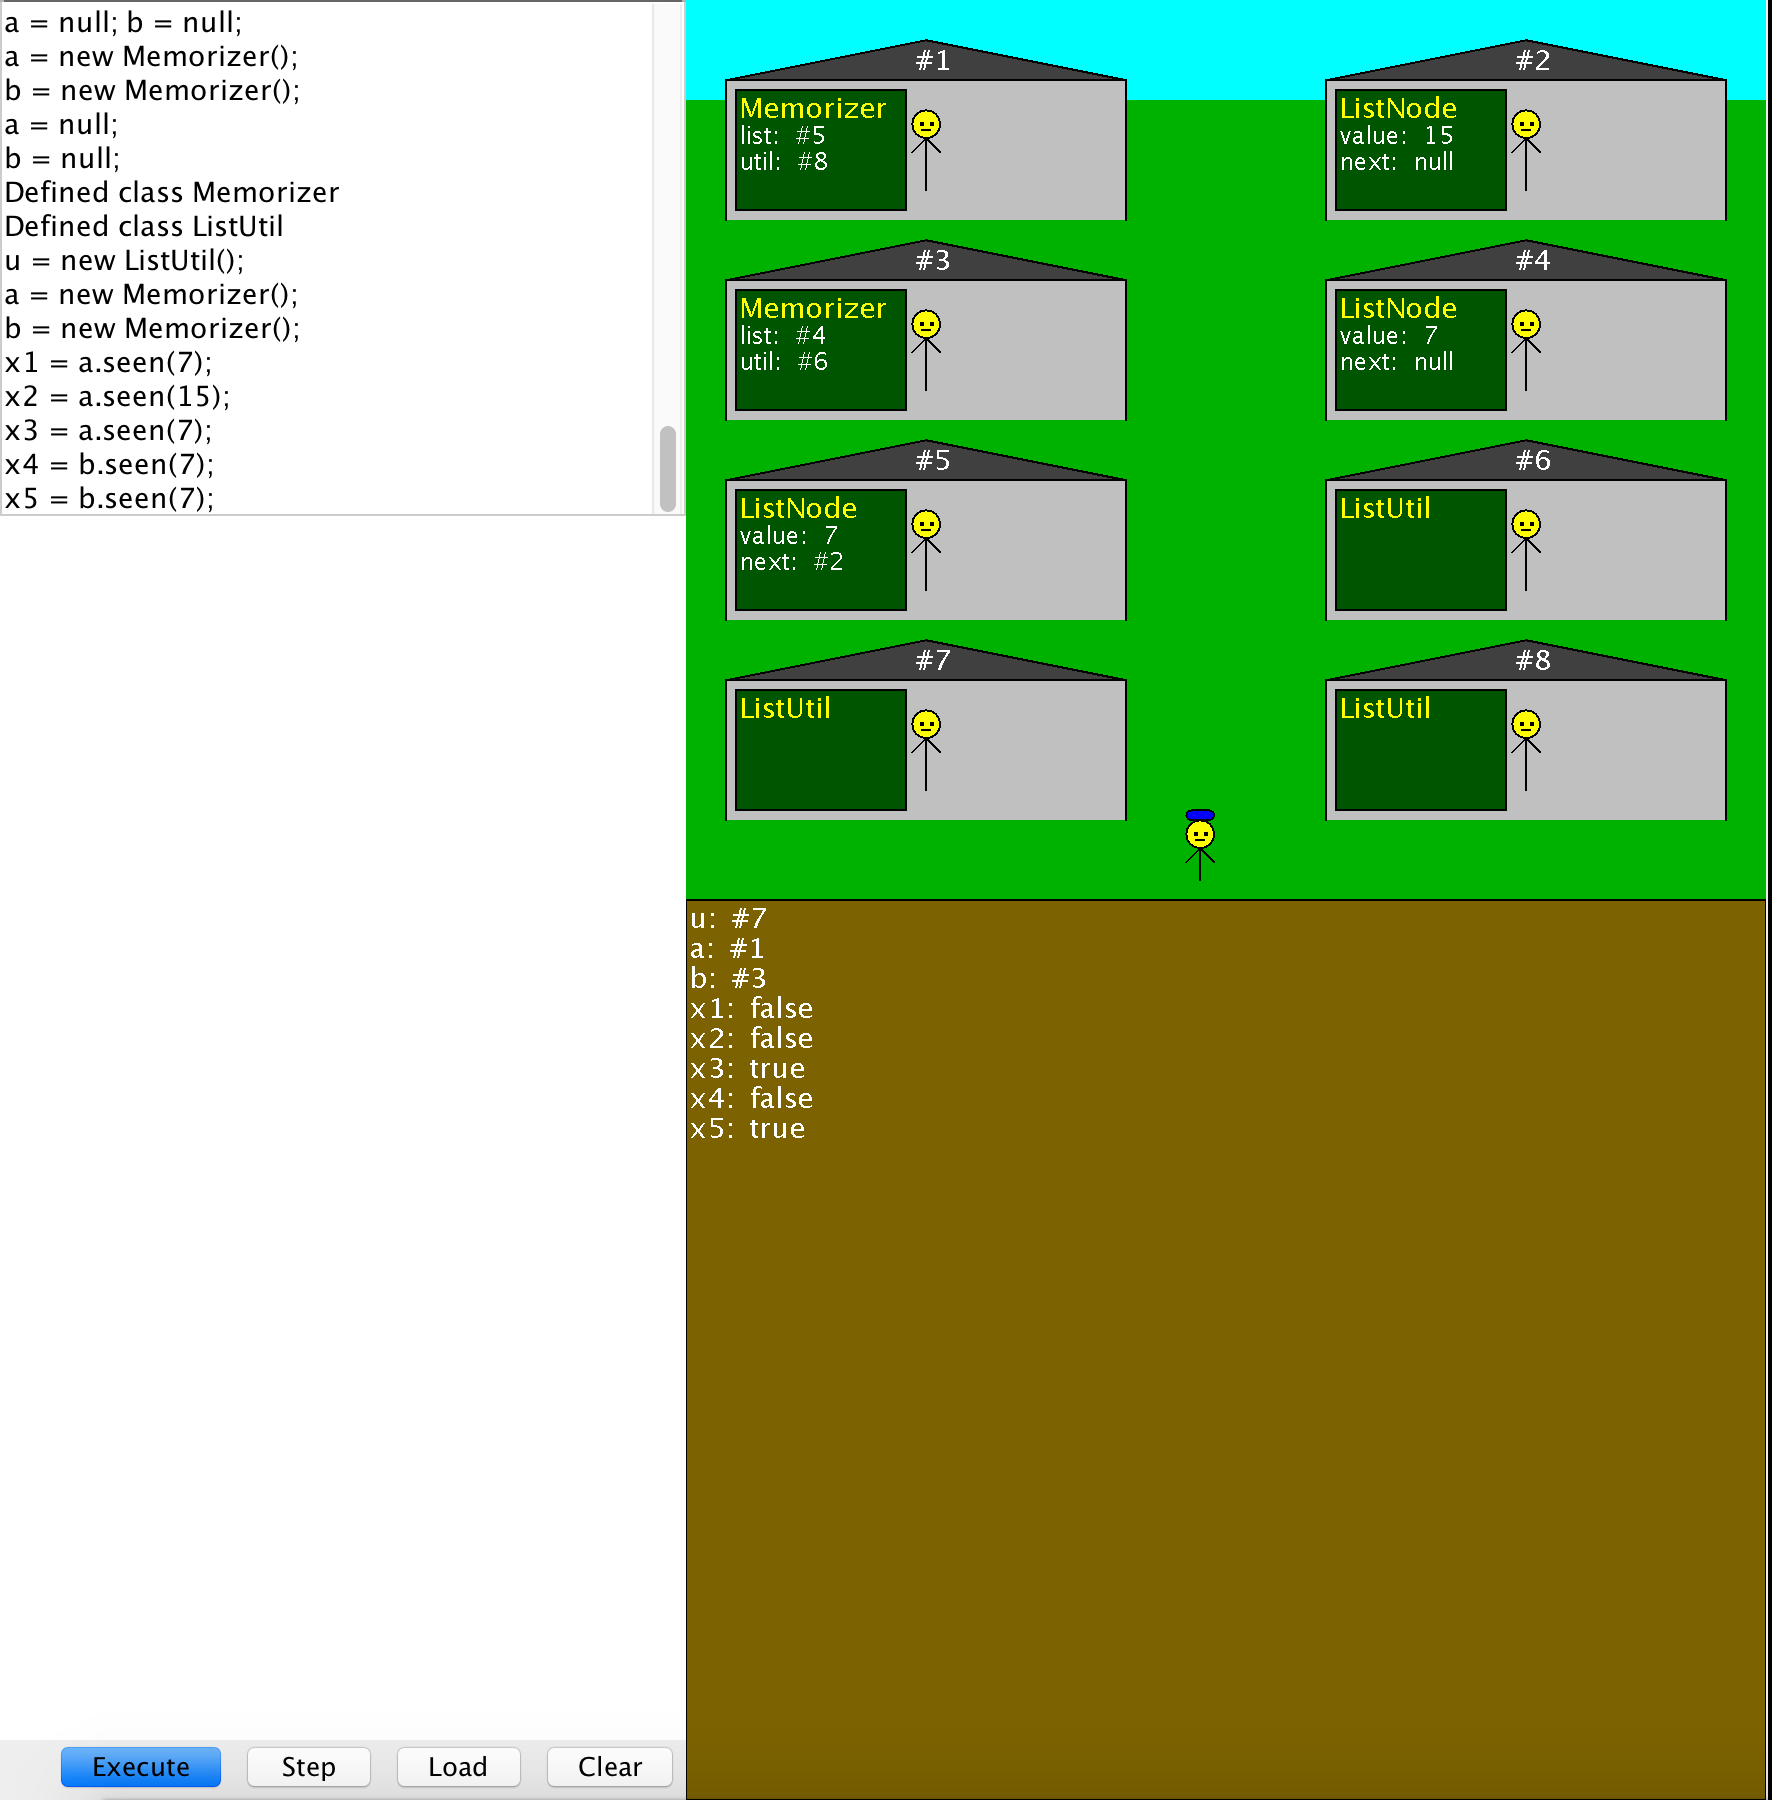 a = null; b = null;
a = new Memorizer();
b = new Memorizer();
a = null;
b = null;
Defined class Memorizer
Defined class ListUtil
u = new ListUtil();
a = new Memorizer();
b = new Memorizer();
x1 = a.seen(7);
x2 = a.seen(15);
x3 = a.seen(7);
x4 = b.seen(7);
x5 = b.seen(7);
#1
Memorizer
list: #5
util: #8
#2
ListNode
value: 15
next: null
#3
Memorizer
list: #4
util: #6
#4
ListNode
value: 7
next: null
#5
ListNode
value: 7
next: #2
#6
ListUtil
#7
ListUtil
#8
ListUtil
u: #7
a: #1
b: #3
x1: false
x2: false
x3: true
x4: false
x5: true
Execute
Step
Load
Clear